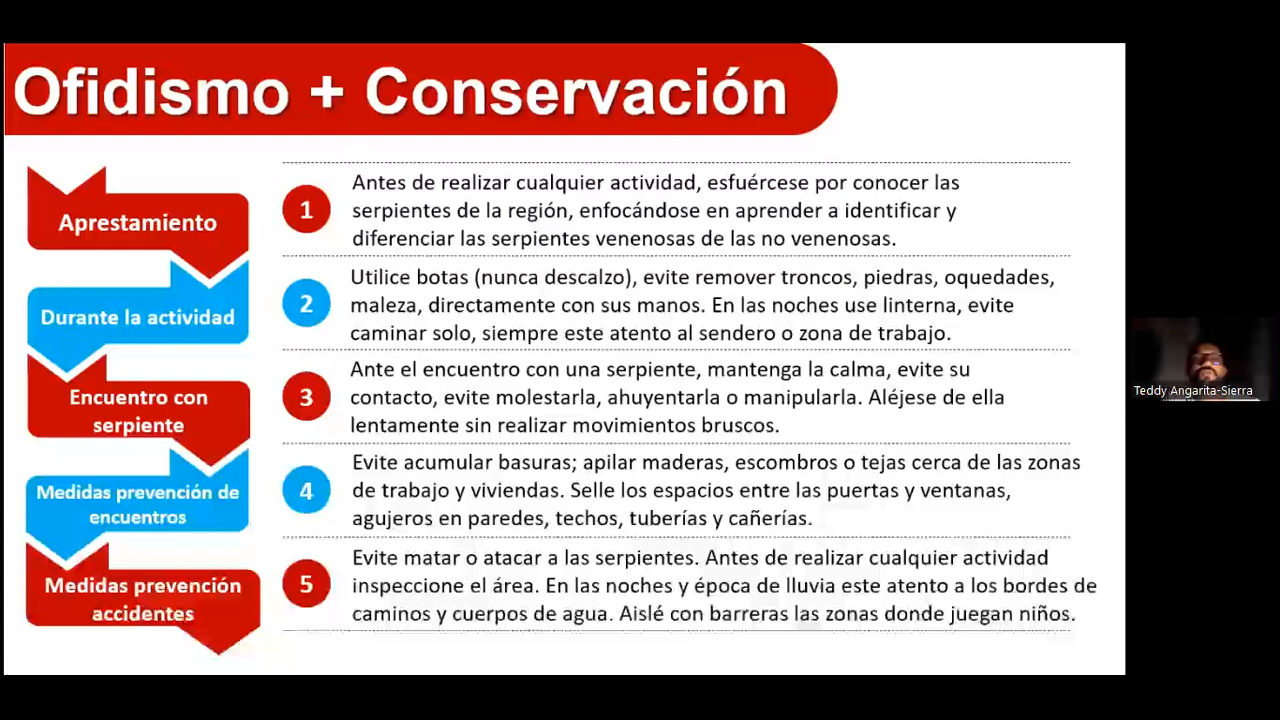 Ofidismo + Conservación
Aprestamiento
1
Antes de realizar cualquier actividad, esfuércese por conocer las
serpientes de la región, enfocándose en aprender a identificar y
diferenciar las serpientes venenosas de las no venenosas.
Durante la actividad
2
Utilice botas (nunca descalzo), evite remover troncos, piedras, oquedades,
maleza, directamente con sus manos. En las noches use linterna, evite
caminar solo, siempre este atento al sendero o zona de trabajo.
Encuentro con
serpiente
3
Ante el encuentro con una serpiente, mantenga la calma, evite su
contacto, evite molestarla, ahuyentarla o manipularla. Aléjese de ella
lentamente sin realizar movimientos bruscos.
Medidas prevención de
encuentros
4
Evite acumular basuras; apilar maderas, escombros o tejas cerca de las zonas
de trabajo y viviendas. Selle los espacios entre las puertas y ventanas,
agujeros en paredes, techos, tuberías y cañerías.
Medidas prevención
accidentes
5
Evite matar o atacar a las serpientes. Antes de realizar cualquier actividad
inspeccione el área. En las noches y época de lluvia este atento a los bordes de
caminos y cuerpos de agua. Aislé con barreras las zonas donde juegan niños.
Teddy Angarita-Sierra